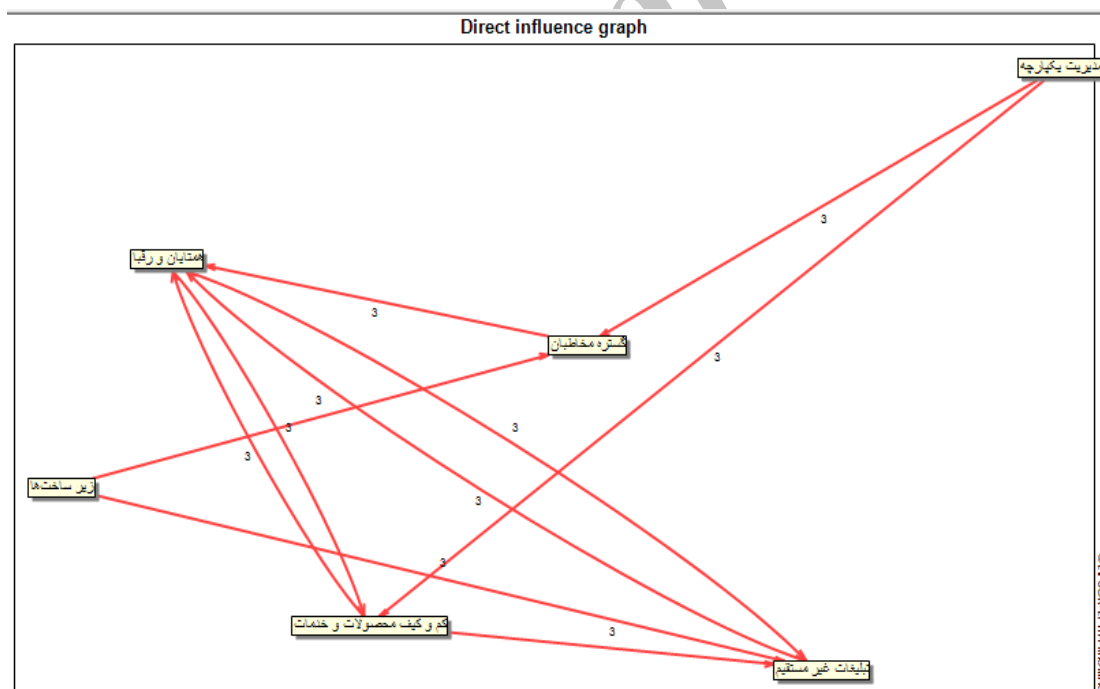 Direct influence graph
مدیریت یکپارچه
3
همتایان و رقبا
3
گستره مخاطبان
3
3
3
3
3
زیر ساخت‌ها
3
3
کم و کیف محصولات و خدمات
3
تبلیغات غیر مستقیم